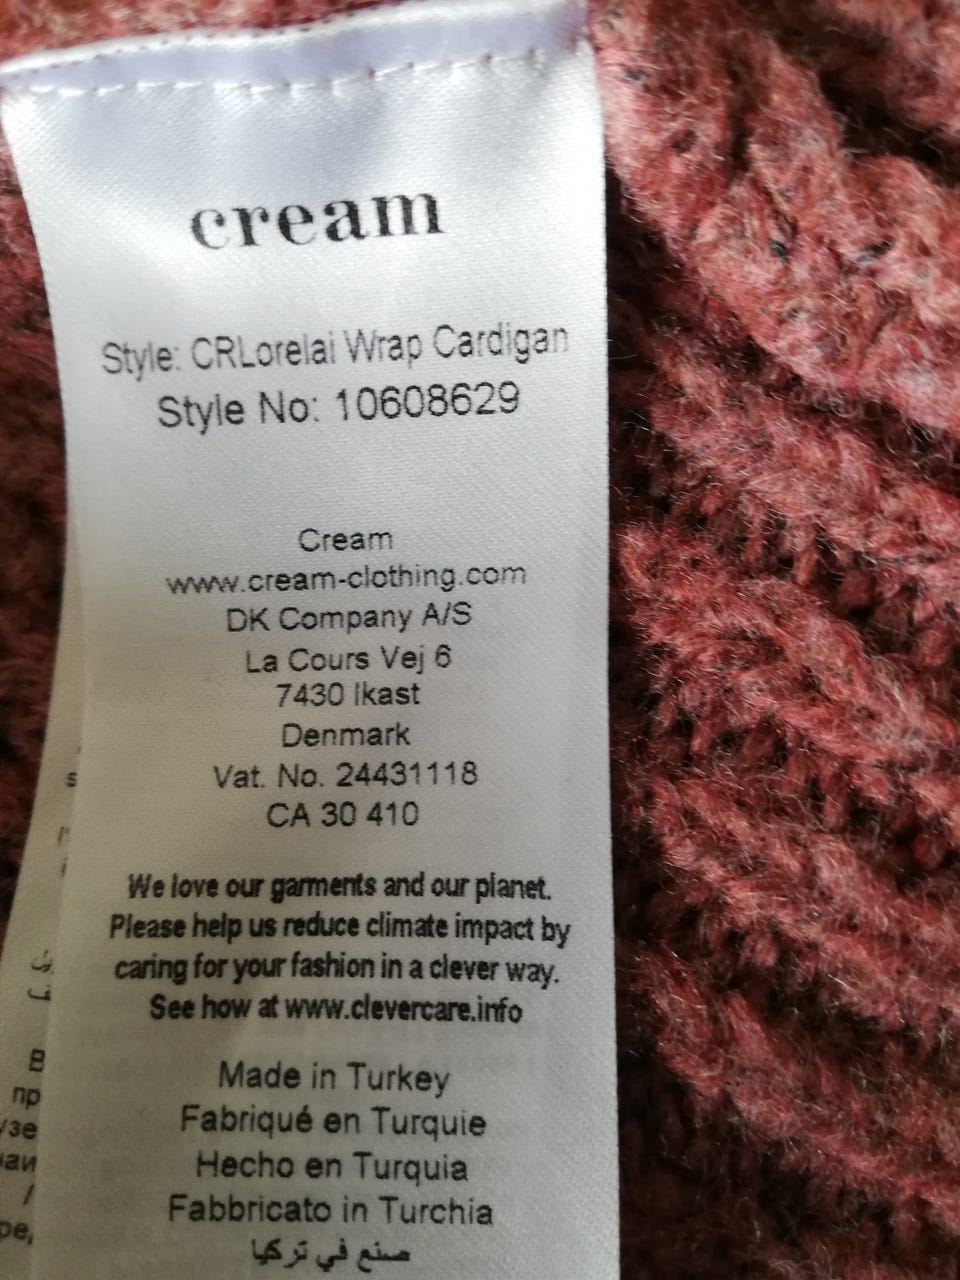 cream
Style: CRLorelai Wrap Cardigan
Style No: 10608629
Cream
www.cream-clothing.com
DK Company A/S
La Cours Vej 6
7430 Ikast
Denmark
Vat. No. 24431118
CA 30 410
We love our garments and our planet.
Please help us reduce climate impact by
caring for your fashion in a clever way.
See how at www.clevercare.info
Made in Turkey
Fabriqué en Turquie
Hecho en Turquia
Fabbricato in Turchia
صنع في تركيا